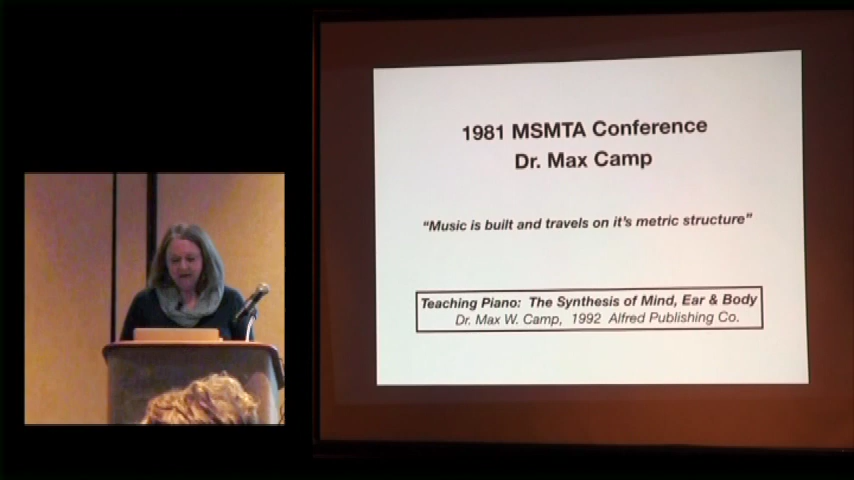 1981 MSMTA Conference
Dr. Max Camp
“Music is built and travels on it’s metric structure”
Teaching Piano: The Synthesis of Mind, Ear & Body
Dr. Max W. Camp, 1992 Alfred Publishing Co.